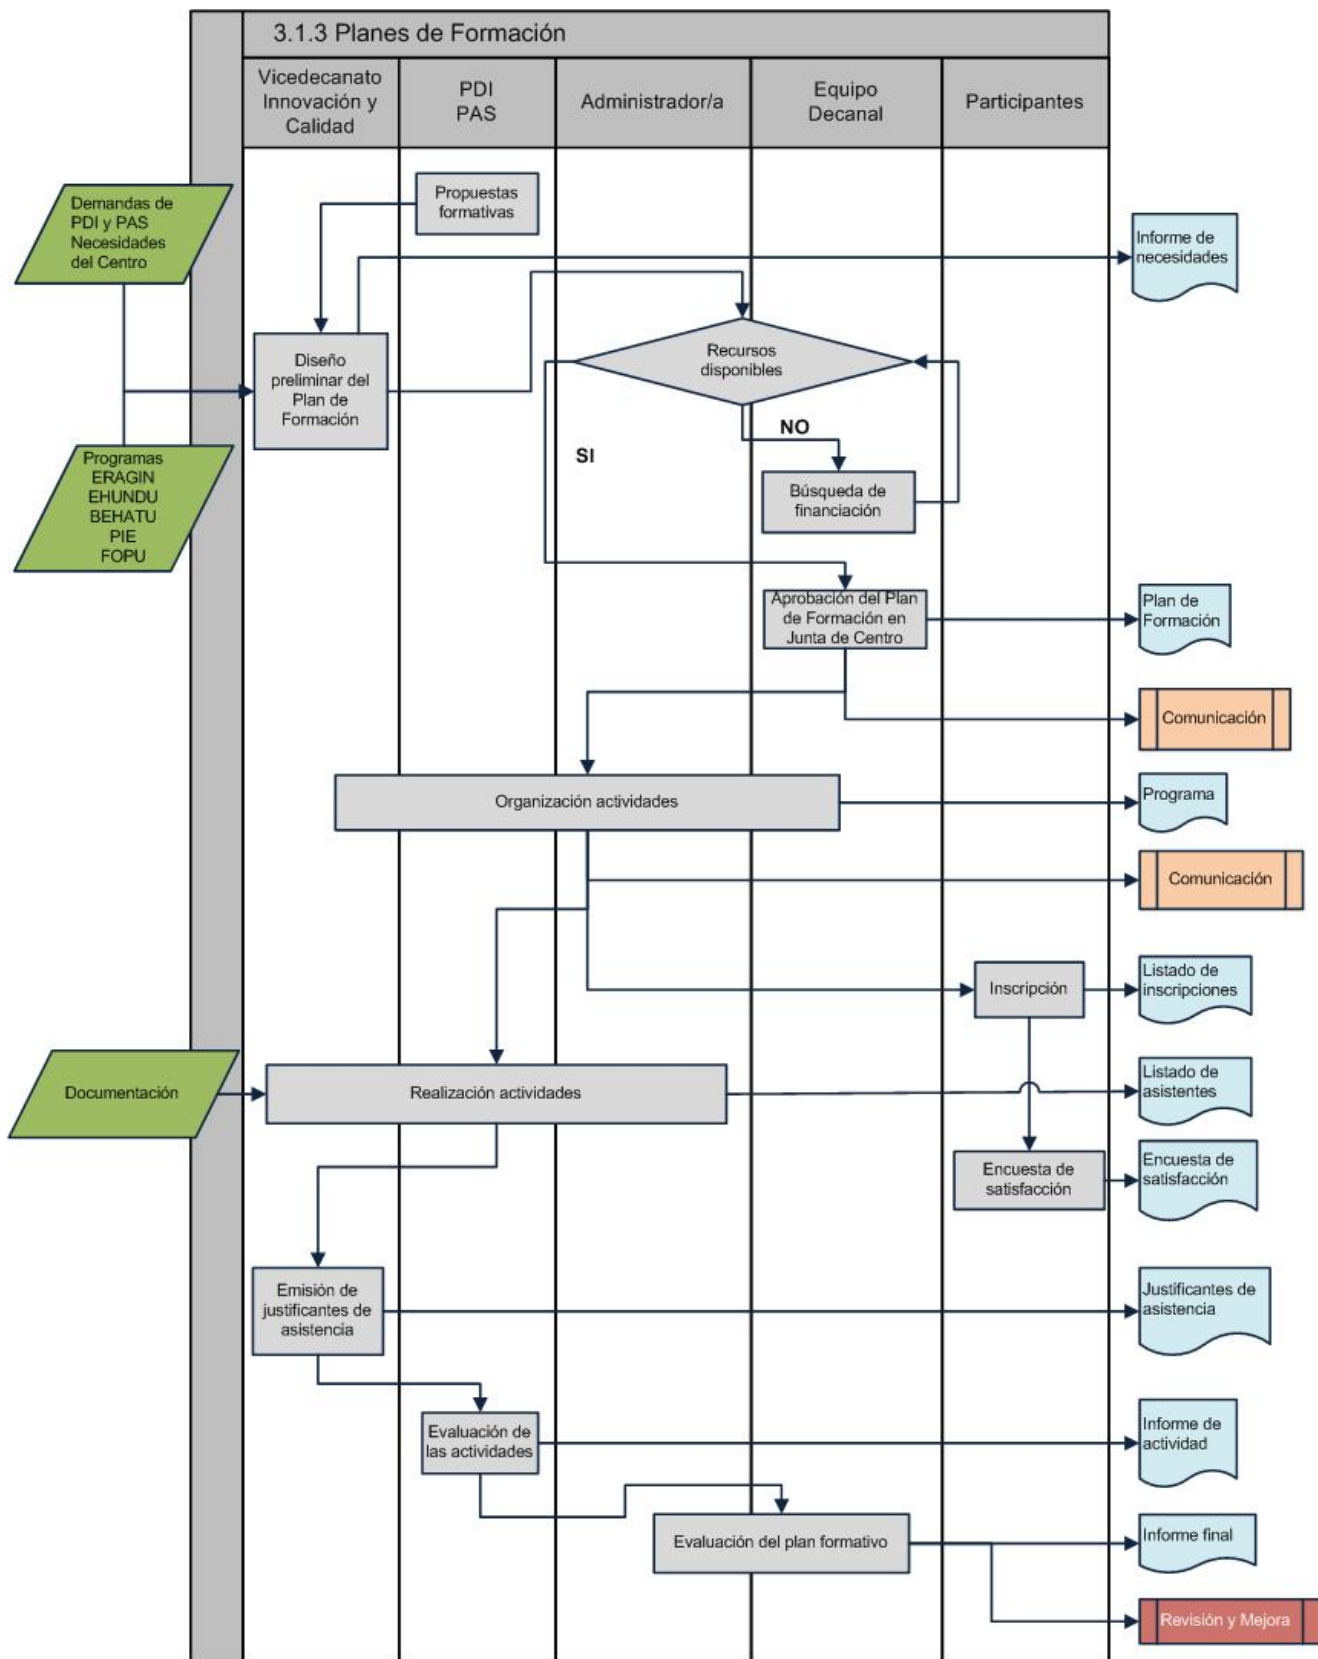 3.1.3 Planes de Formación
Vicedecanato
Innovación y
Calidad
PDI
PAS
Administrador/a
Equipo
Decanal
Participantes
Demandas de
PDI y PAS
Necesidades
del Centro
Propuestas
formativas
Informe de
necesidades
Diseño
preliminar del
Plan de
Formación
Recursos
disponibles
NO
SI
Programas
ERAGIN
EHUNDU
BEHATU
PIE
FOPU
Búsqueda de
financiación
Aprobación del Plan
de Formación en
Junta de Centro
Plan de
Formación
Comunicación
Organización actividades
Programa
Comunicación
Inscripción
Listado de
inscripciones
Documentación
Realización actividades
Listado de
asistentes
Encuesta de
satisfacción
Encuesta de
satisfacción
Emisión de
justificantes de
asistencia
Justificantes de
asistencia
Evaluación de
las actividades
Informe de
actividad
Evaluación del plan formativo
Informe final
Revisión y Mejora